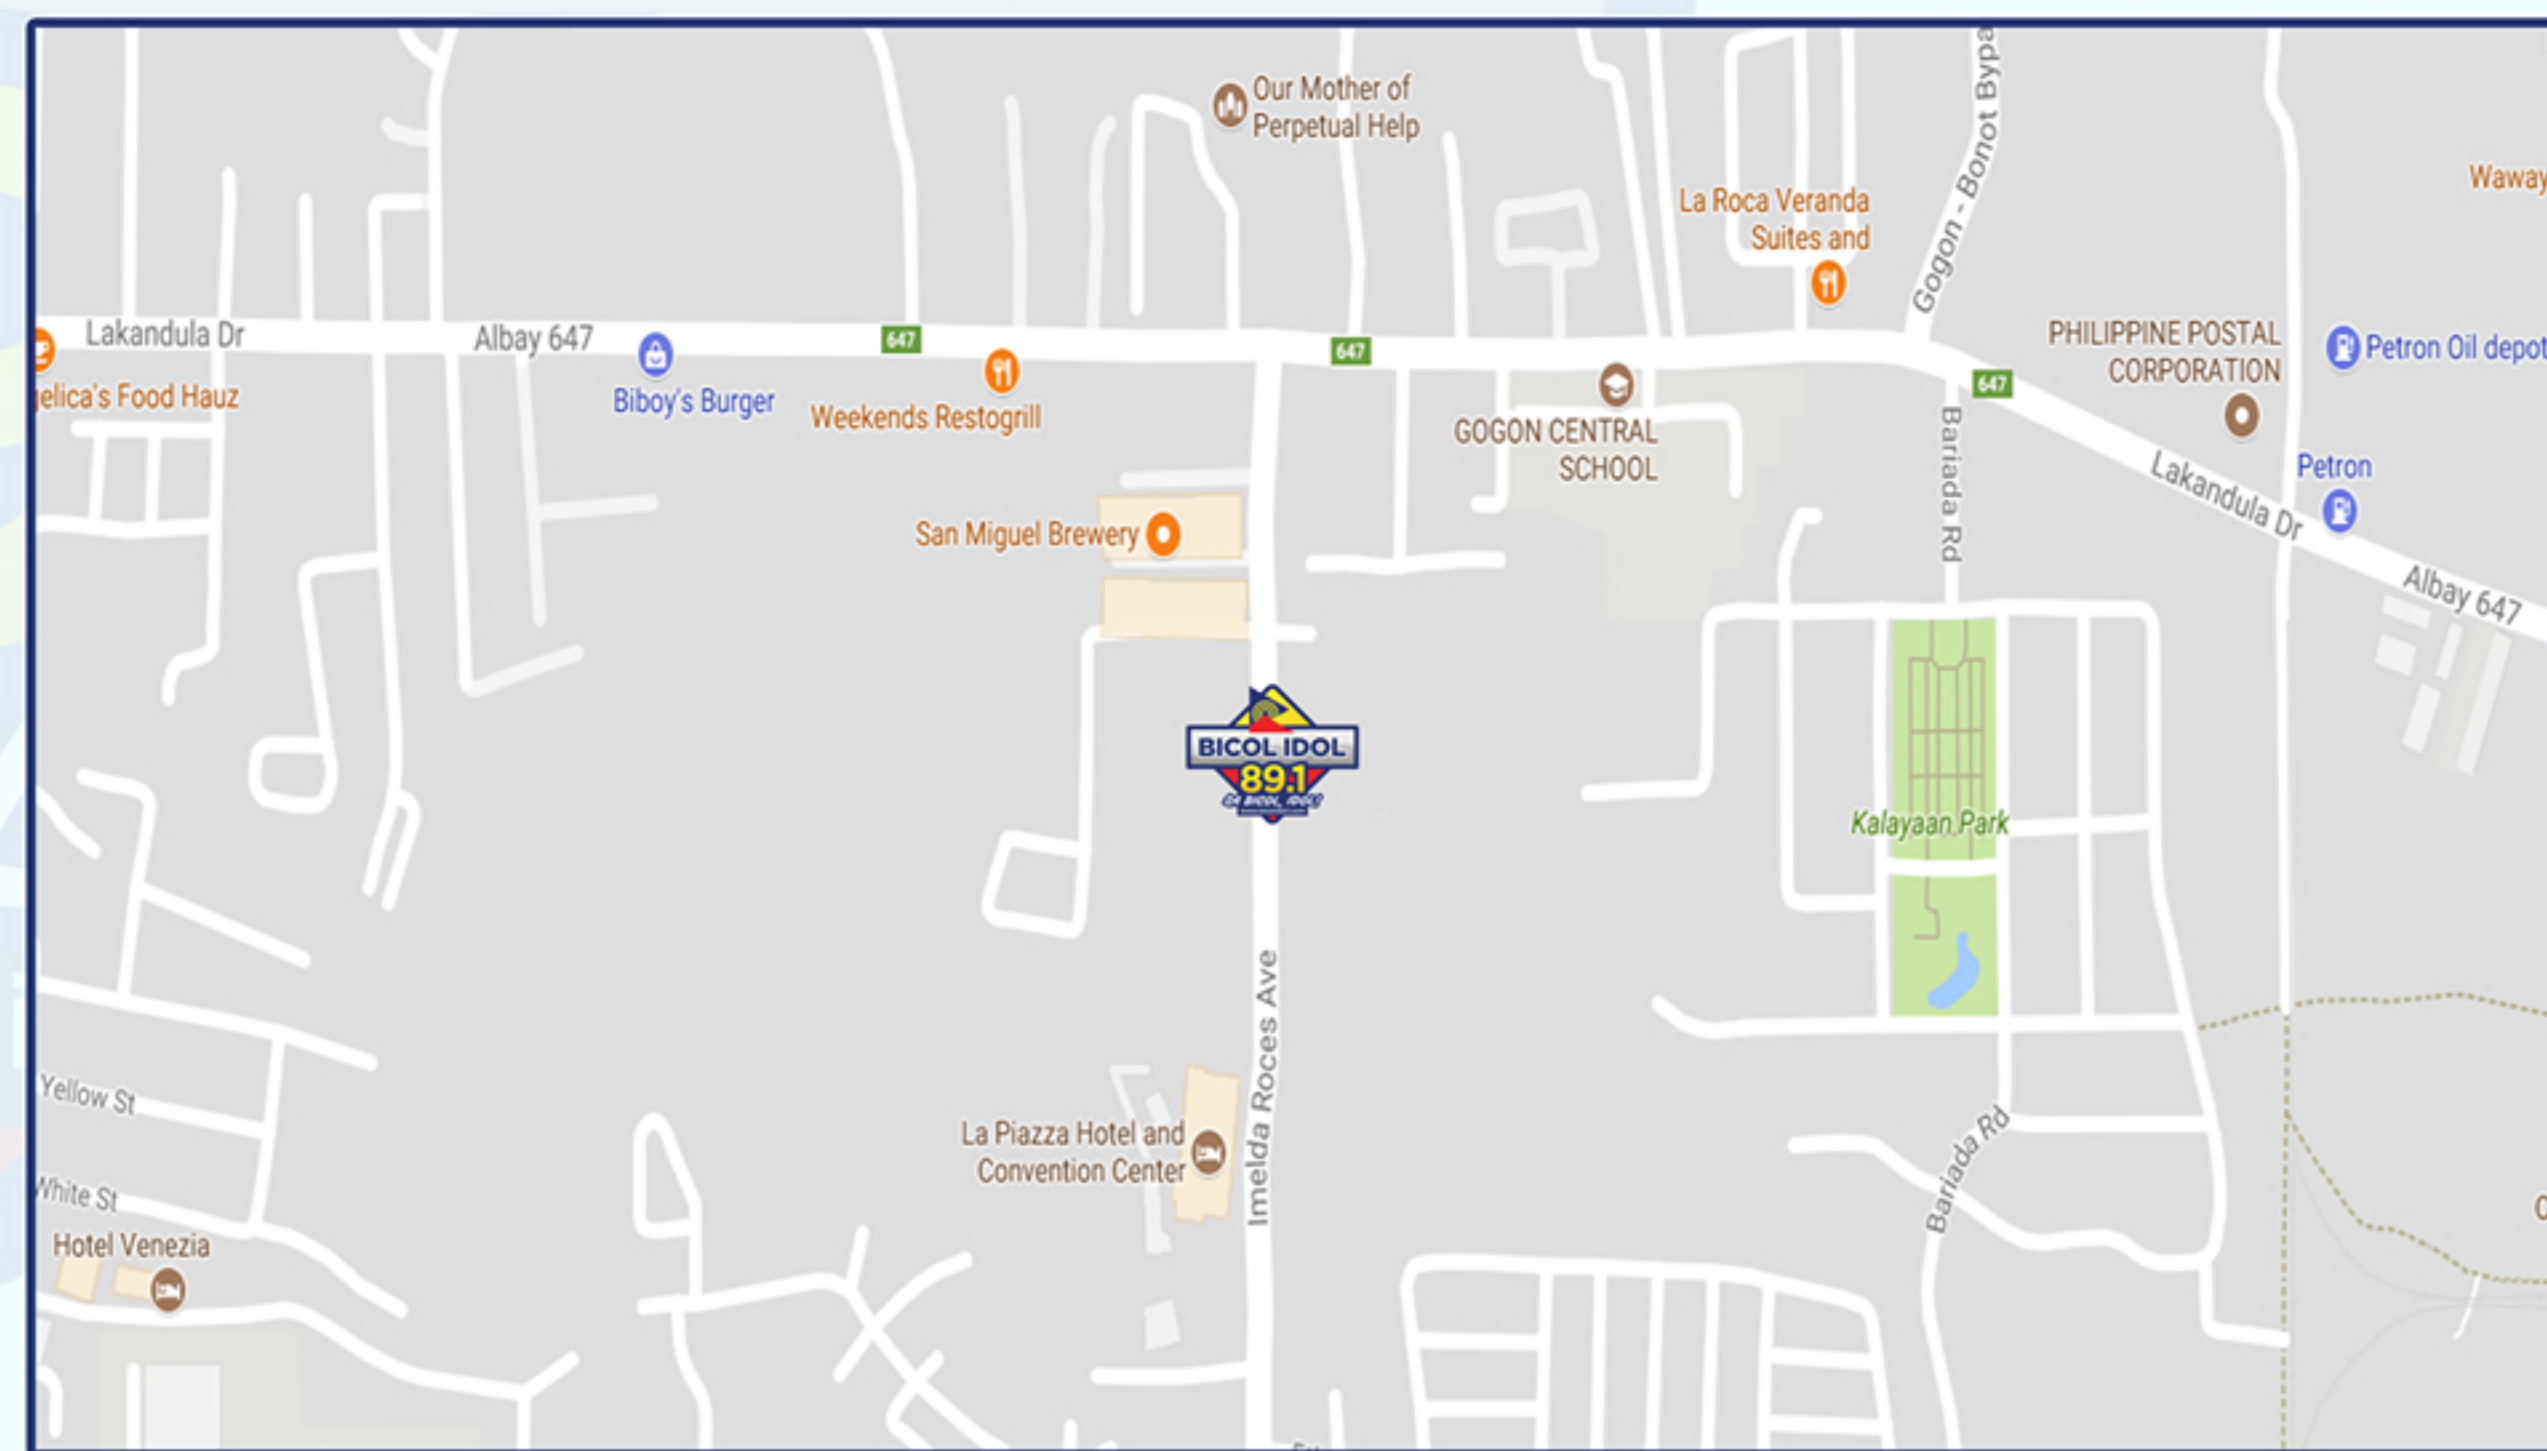 Our Mother of
Perpetual Help
Gogon - Bonot Bypa
Waway
La Roca Veranda
Suites and
Lakandula Dr
Albay 647
647
647
647
PHILIPPINE POSTAL
CORPORATION
Petron Oil depot
elica's Food Hauz
Biboy's Burger
Weekends Restogrill
GOGON CENTRAL
SCHOOL
Bariada Rd
Lakandula Dr
Petron
San Miguel Brewery
Albay 647
BICOL IDOL
89.1
OK BICOL, IDOL!
Kalayaan Park
Imelda Roces Ave
Yellow St
La Piazza Hotel and
Convention Center
Bariada Rd
White St
Hotel Venezia